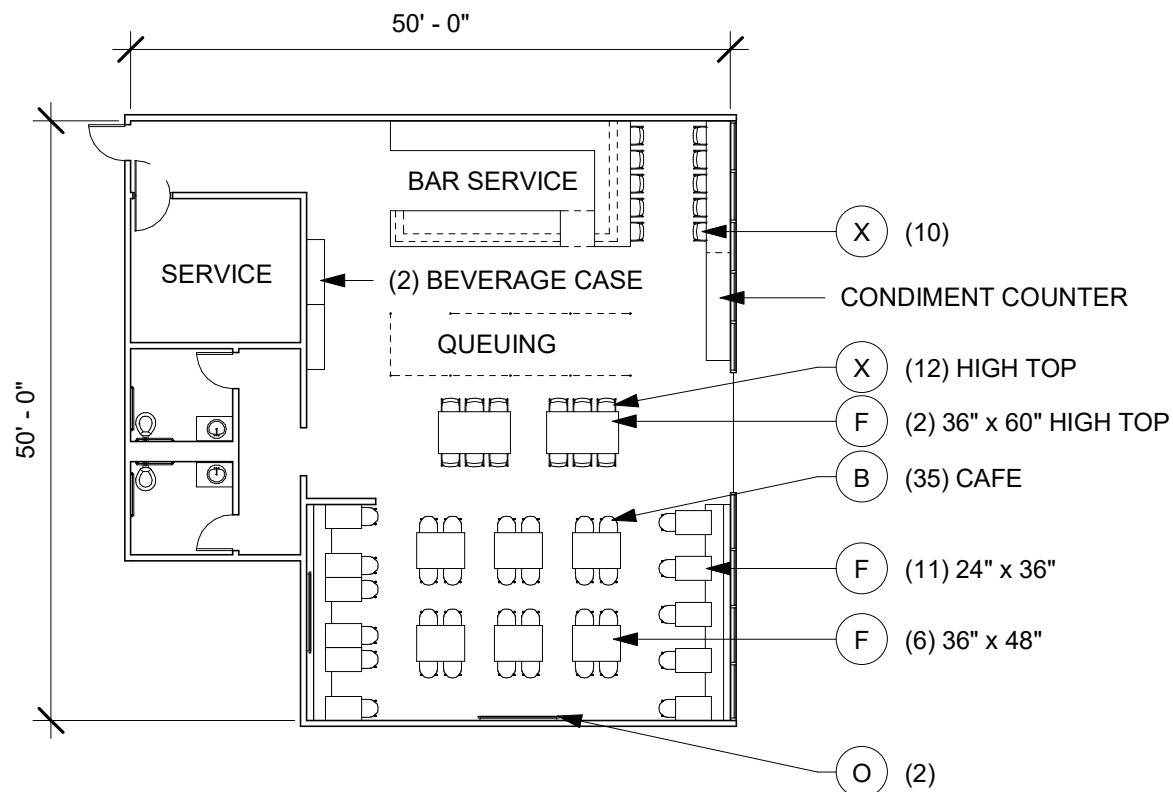 50' - 0"
BAR SERVICE
X (10)
SERVICE
(2) BEVERAGE CASE
CONDIMENT COUNTER
QUEUING
X (12) HIGH TOP
50' - 0"
F (2) 36" x 60" HIGH TOP
B (35) CAFE
F (11) 24" x 36"
F (6) 36" x 48"
O (2)